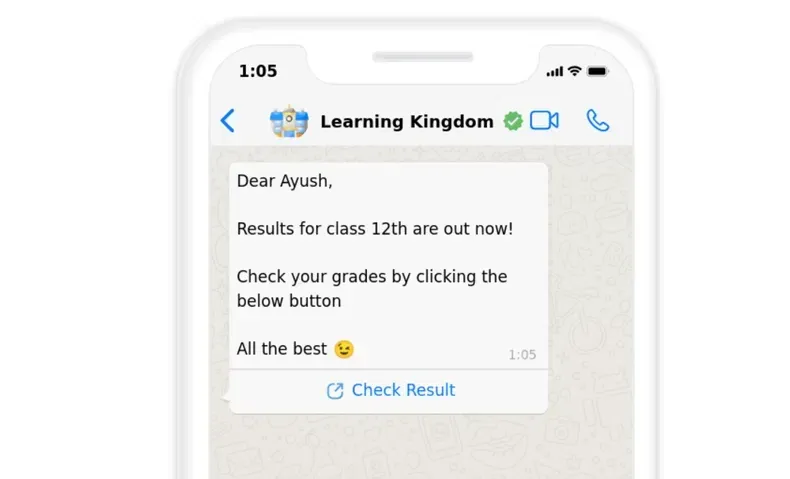 1:05
Learning Kingdom
Dear Ayush,
Results for class 12th are out now!
Check your grades by clicking the
below button
All the best 😉
1:05
Check Result